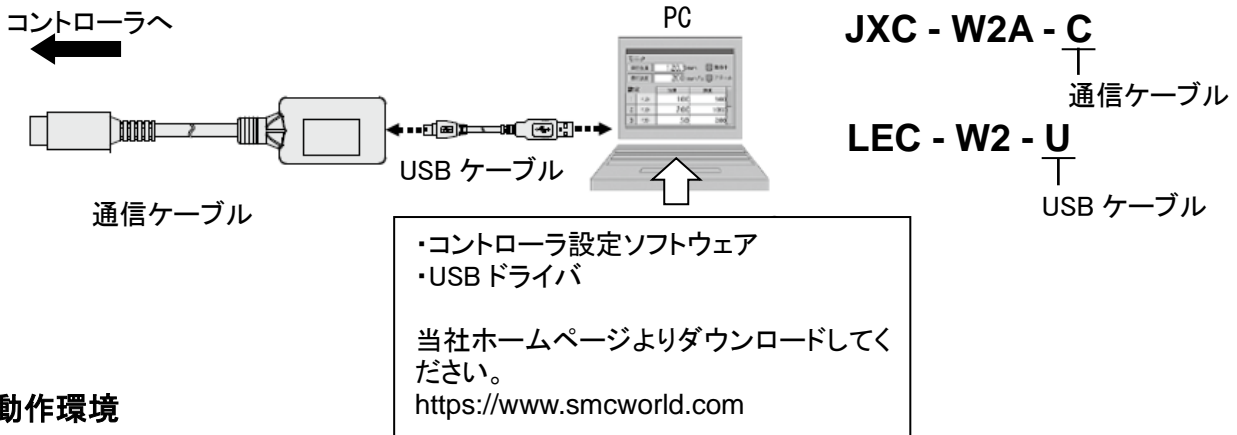 コントローラへ
PC
JXC - W2A - C
通信ケーブル
LEC - W2 - U
USB ケーブル
USB ケーブル
通信ケーブル
・コントローラ設定ソフトウェア
・USB ドライバ
当社ホームページよりダウンロードしてく
ださい。
https://www.smcworld.com
動作環境